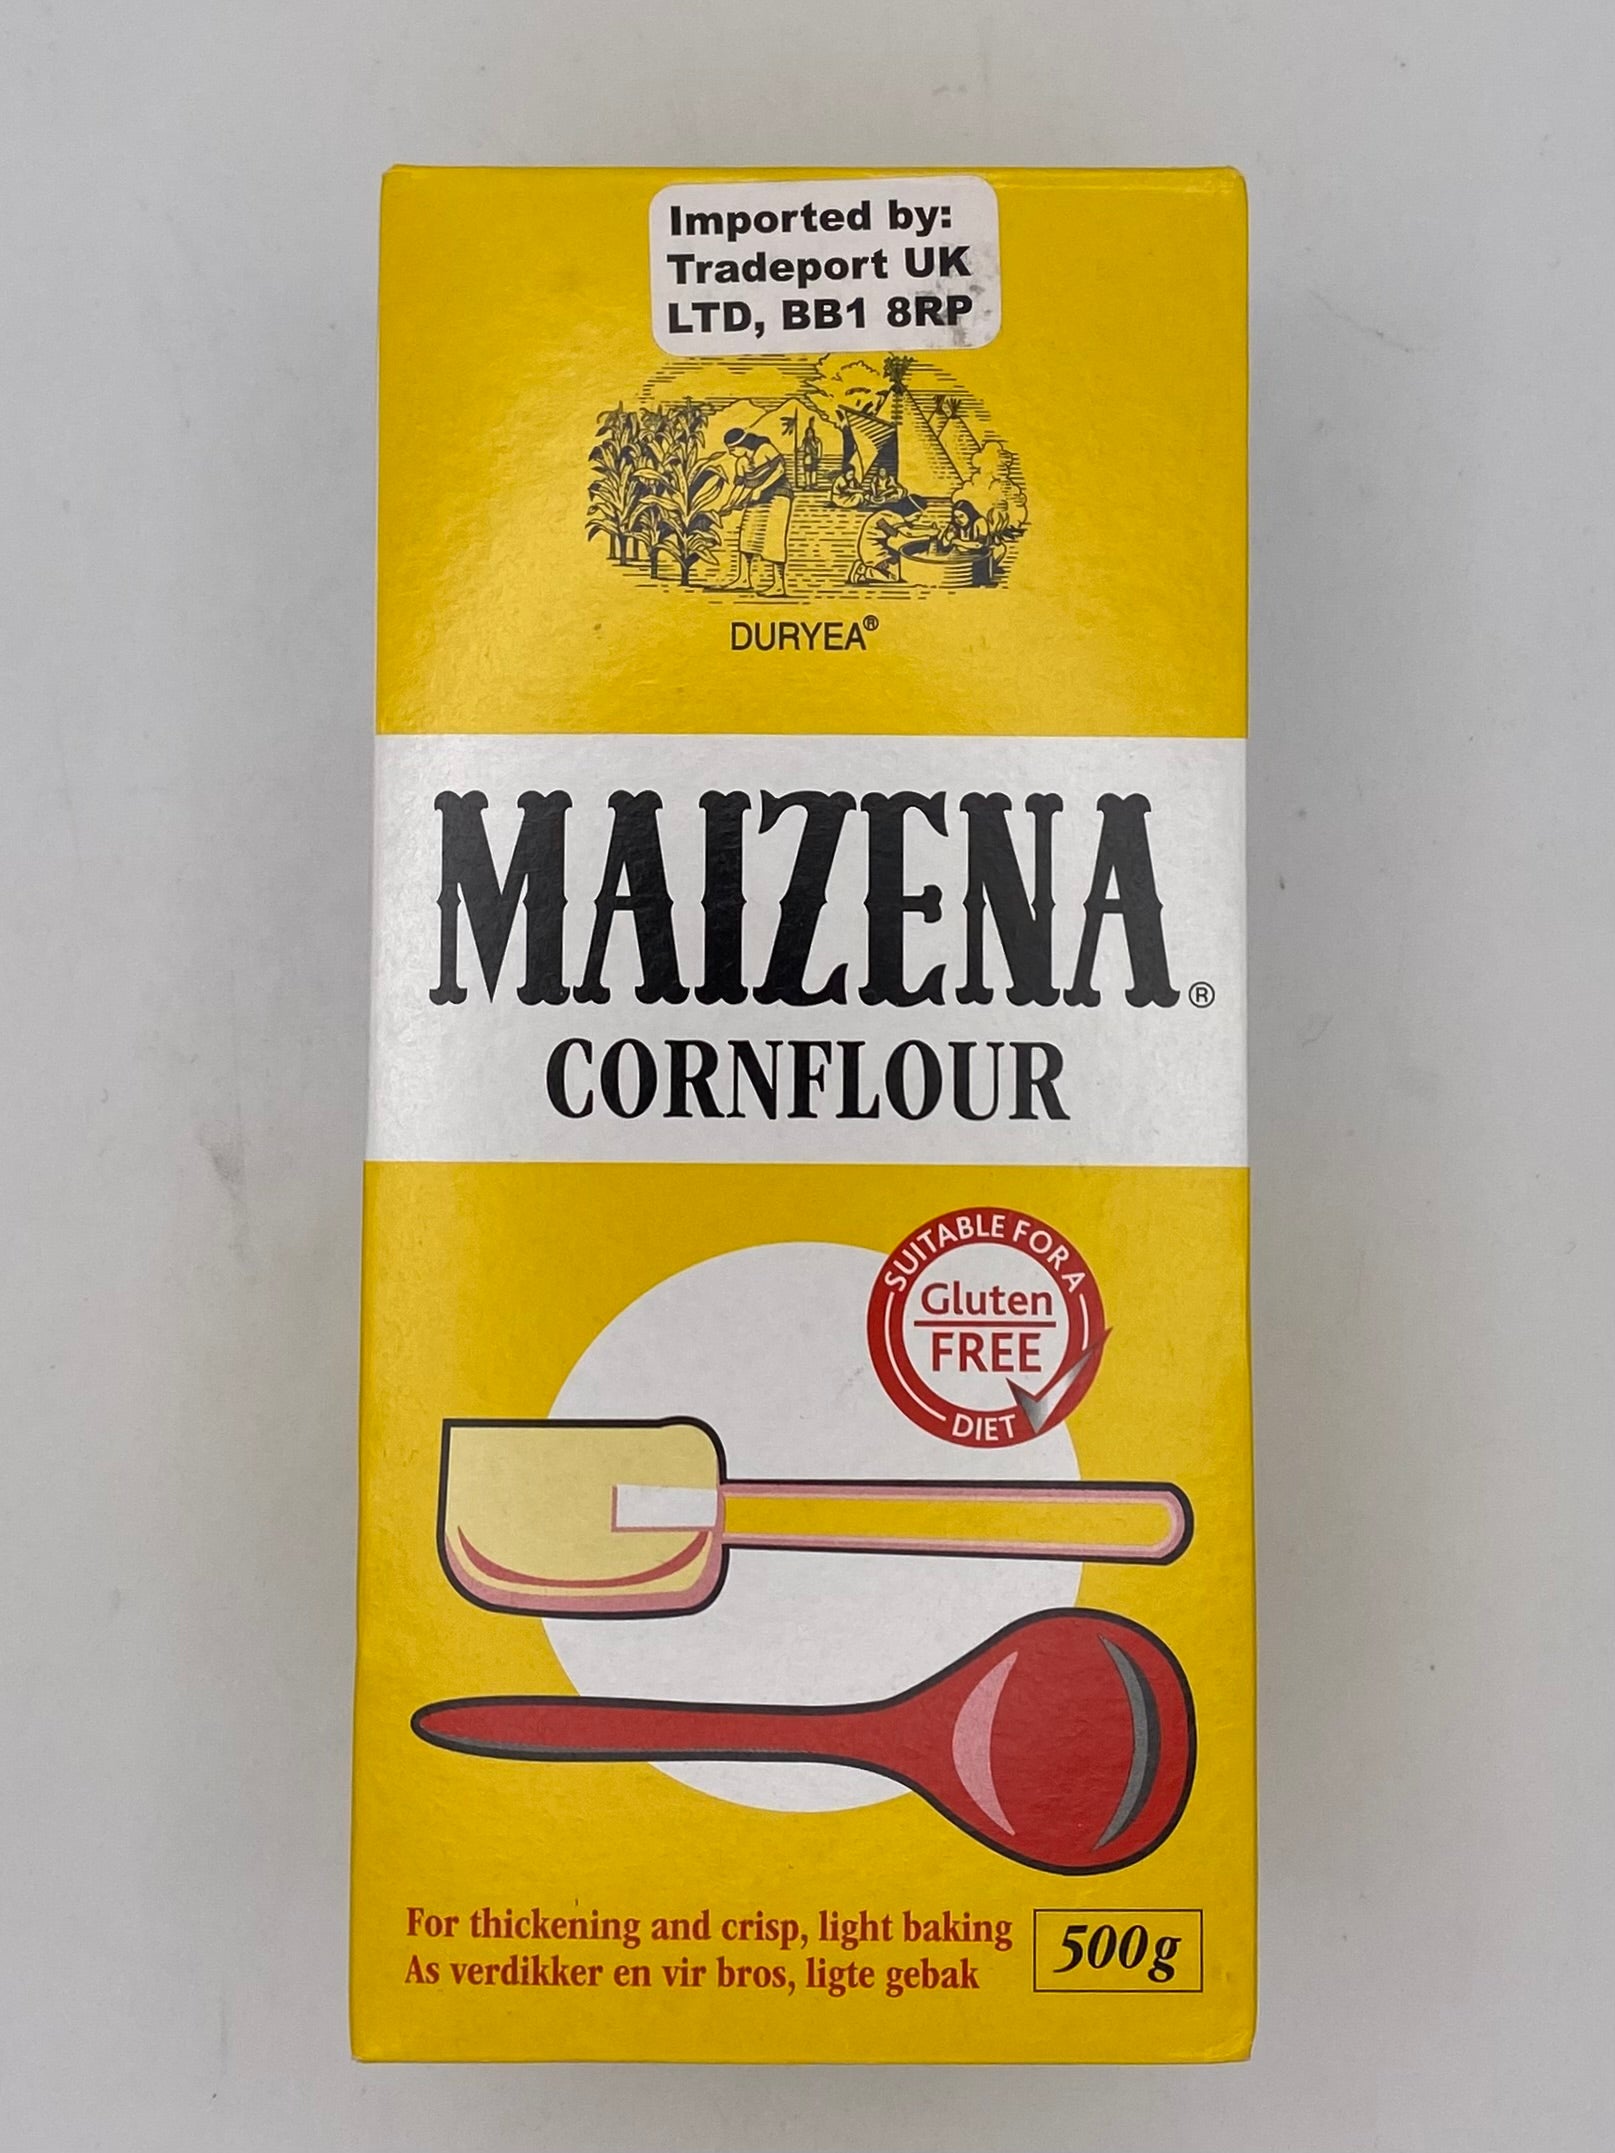 Imported by:
Tradeport UK
LTD, BB1 8RP
DURYEA®
MAIZENA®
CORNFLOUR
SUITABLE FOR A
Gluten
FREE
DIET
For thickening and crisp, light baking
As verdikker en vir bros, ligte gebak
500g